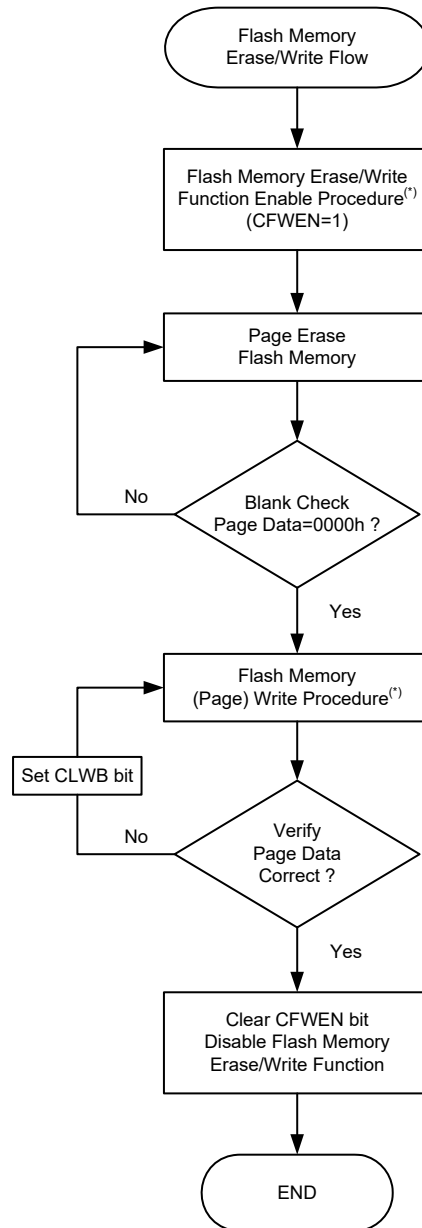 Flash Memory
Erase/Write Flow
Flash Memory Erase/Write
Function Enable Procedure(*)
(CFWEN=1)
Page Erase
Flash Memory
No
Blank Check
Page Data=0000h ?
Yes
Flash Memory
(Page) Write Procedure(*)
Set CLWB bit
No
Verify
Page Data
Correct ?
Yes
Clear CFWEN bit
Disable Flash Memory
Erase/Write Function
END